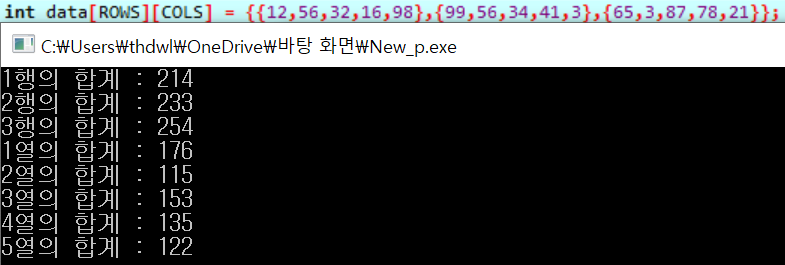 int data[ROWS][COLS] = {{12,56,32,16,98},{99,56,34,41,3},{65,3,87,78,21}};
C:₩Users₩thdwl₩OneDrive₩바탕 화면₩New_p.exe
1행의 합계 : 214
2행의 합계 : 233
3행의 합계 : 254
1열의 합계 : 176
2열의 합계 : 115
3열의 합계 : 153
4열의 합계 : 135
5열의 합계 : 122